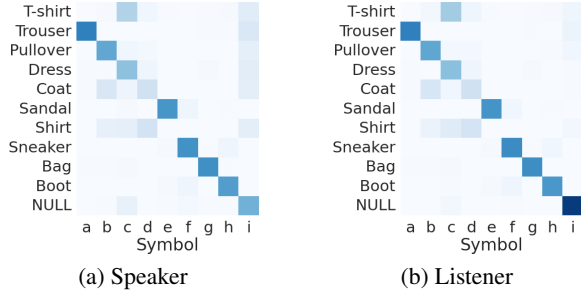 T-shirt
Trouser
Pullover
Dress
Coat
Sandal
Shirt
Sneaker
Bag
Boot
NULL
a b c d e f g h i
Symbol
(a) Speaker
T-shirt
Trouser
Pullover
Dress
Coat
Sandal
Shirt
Sneaker
Bag
Boot
NULL
a b c d e f g h i
Symbol
(b) Listener